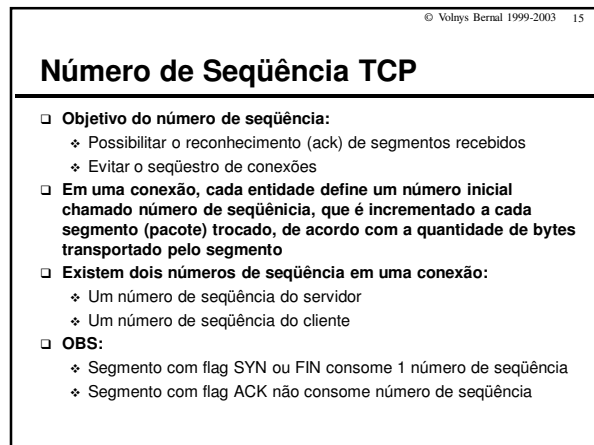 © Volnys Bernal 1999-2003 15
Número de Seqüência TCP
❑ Objetivo do número de seqüência:
❖ Possibilitar o reconhecimento (ack) de segmentos recebidos
❖ Evitar o seqüestro de conexões
❑ Em uma conexão, cada entidade define um número inicial
chamado número de seqüênicia, que é incrementado a cada
segmento (pacote) trocado, de acordo com a quantidade de bytes
transportado pelo segmento
❑ Existem dois números de seqüência em uma conexão:
❖ Um número de seqüência do servidor
❖ Um número de seqüência do cliente
❑ OBS:
❖ Segmento com flag SYN ou FIN consome 1 número de seqüência
❖ Segmento com flag ACK não consome número de seqüência